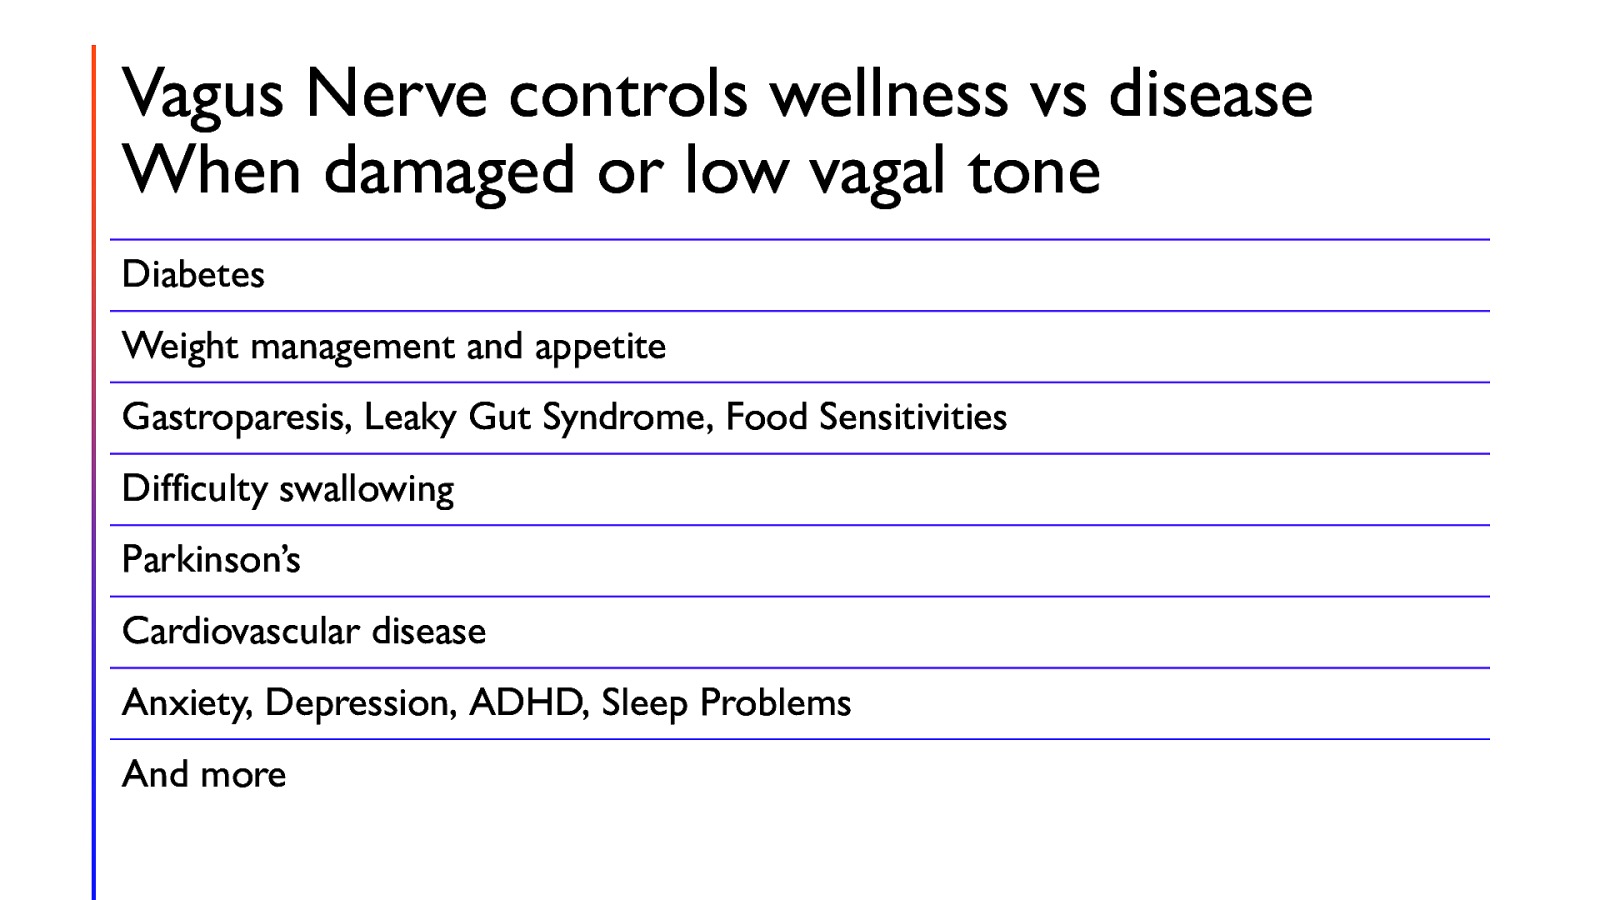 Vagus Nerve controls wellness vs disease
When damaged or low vagal tone
Diabetes
Weight management and appetite
Gastroparesis, Leaky Gut Syndrome, Food Sensitivities
Difficulty swallowing
Parkinson’s
Cardiovascular disease
Anxiety, Depression, ADHD, Sleep Problems
And more